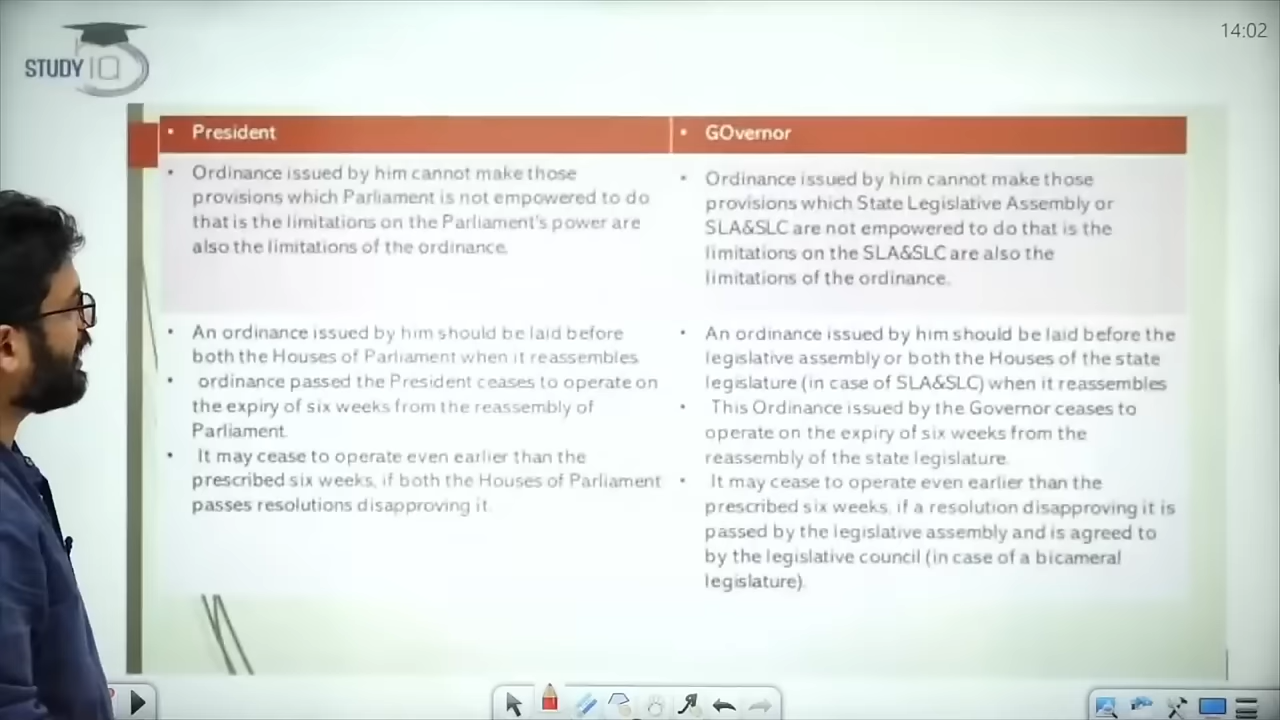 14:02
STUDY IQ
• President
• Ordinance issued by him cannot make those
provisions which Parliament is not empowered to do
that is the limitations on the Parliament's power are
also the limitations of the ordinance.
• An ordinance issued by him should be laid before
both the Houses of Parliament when it reassembles
• ordinance passed the President ceases to operate on
the expiry of six weeks from the reassembly of
Parliament.
• It may cease to operate even earlier than the
prescribed six weeks, if both the Houses of Parliament
passes resolutions disapproving it.
• GOvernor
• Ordinance issued by him cannot make those
provisions which State Legislative Assembly or
SLA&SLC are not empowered to do that is the
limitations on the SLA&SLC are also the
limitations of the ordinance.
• An ordinance issued by him should be laid before the
legislative assembly or both the Houses of the state
legislature (in case of SLA&SLC) when it reassembles
• This Ordinance issued by the Governor ceases to
operate on the expiry of six weeks from the
reassembly of the state legislature.
• It may cease to operate even earlier than the
prescribed six weeks, if a resolution disapproving it is
passed by the legislative assembly and is agreed to
by the legislative council (in case of a bicameral
legislature).